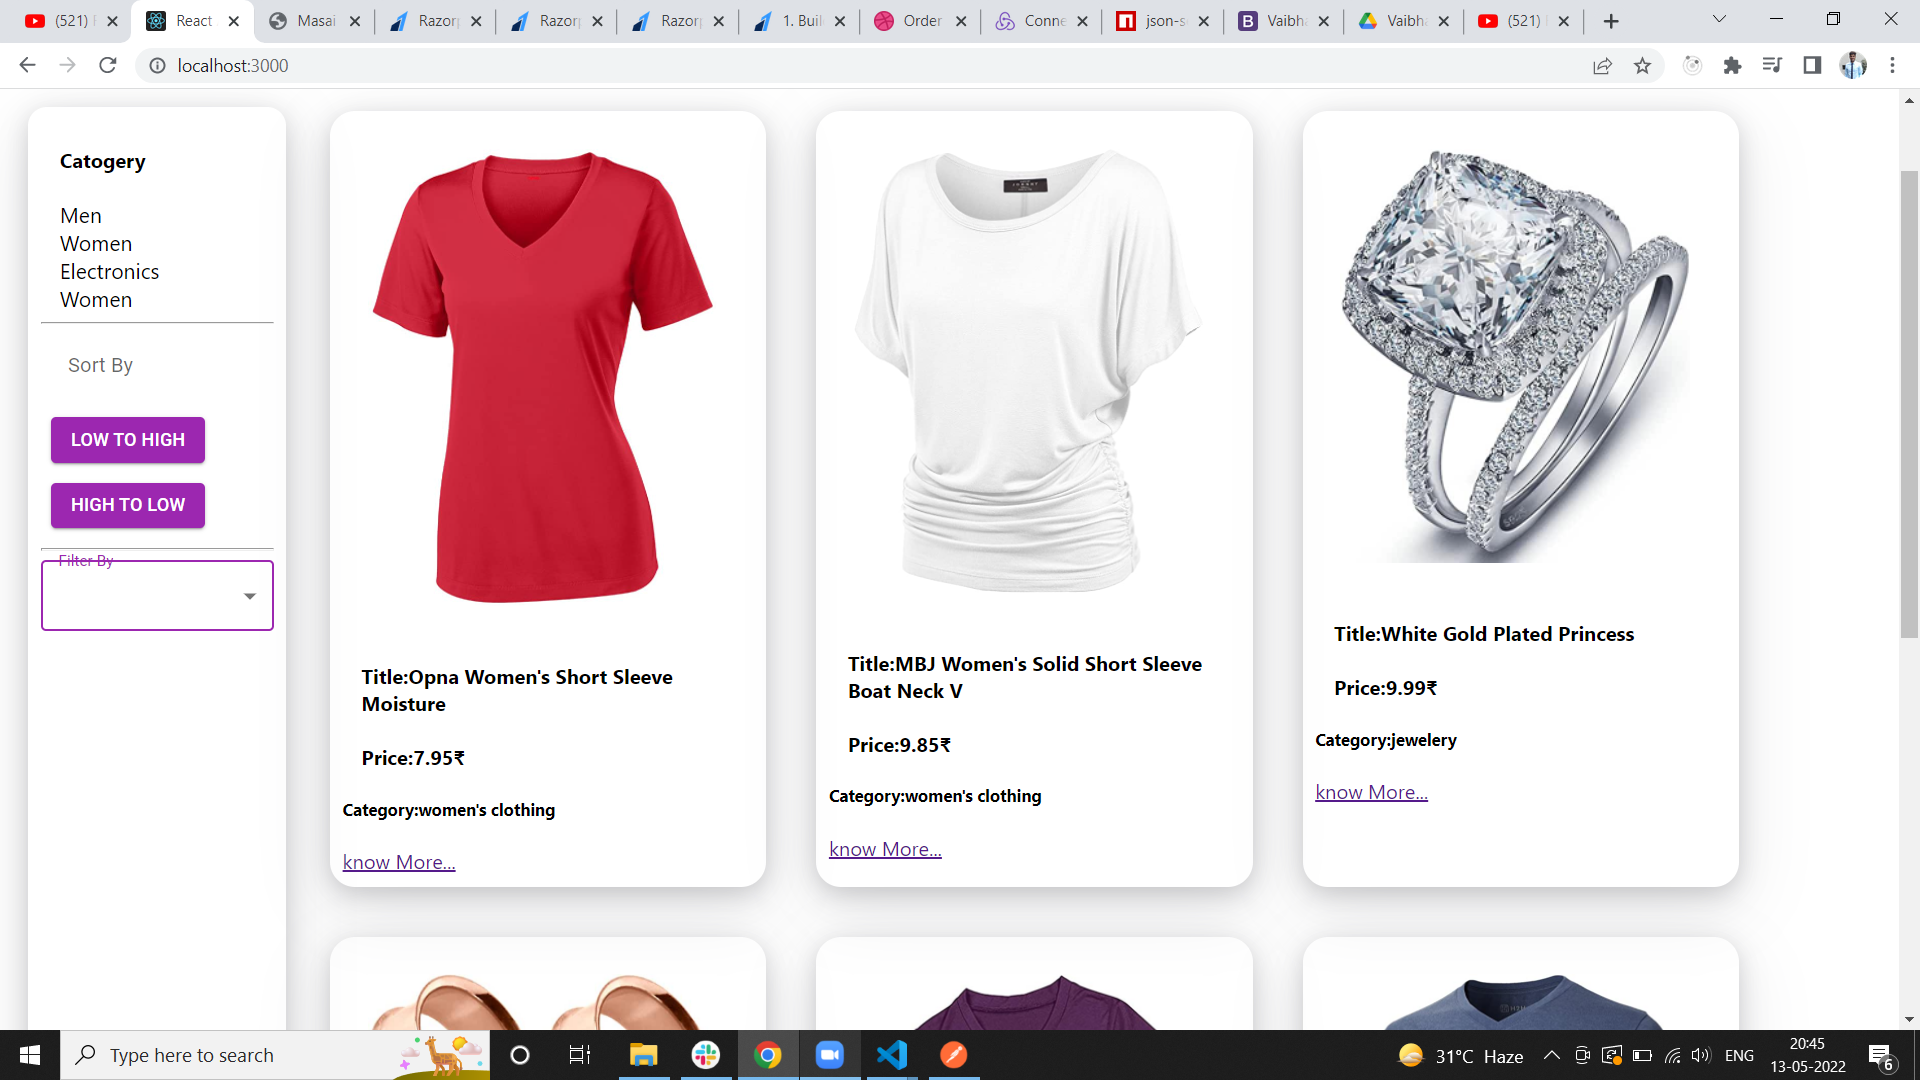 (521)
React
Masai
Razor
Razor
Razor
1. Buil
Order
Conne
json-s
Vaibh
Vaibh
(521)
localhost:3000
Catogery
Men
Women
Electronics
Women
Sort By
LOW TO HIGH
HIGH TO LOW
Filter By
Title:Opna Women's Short Sleeve
Moisture
Price:7.95₹
Category:women's clothing
know More...
Title:MBJ Women's Solid Short Sleeve
Boat Neck V
Price:9.85₹
Category:women's clothing
know More...
Title:White Gold Plated Princess
Price:9.99₹
Category:jewelery
know More...
Type here to search
31°C Haze
ENG
20:45
13-05-2022
6